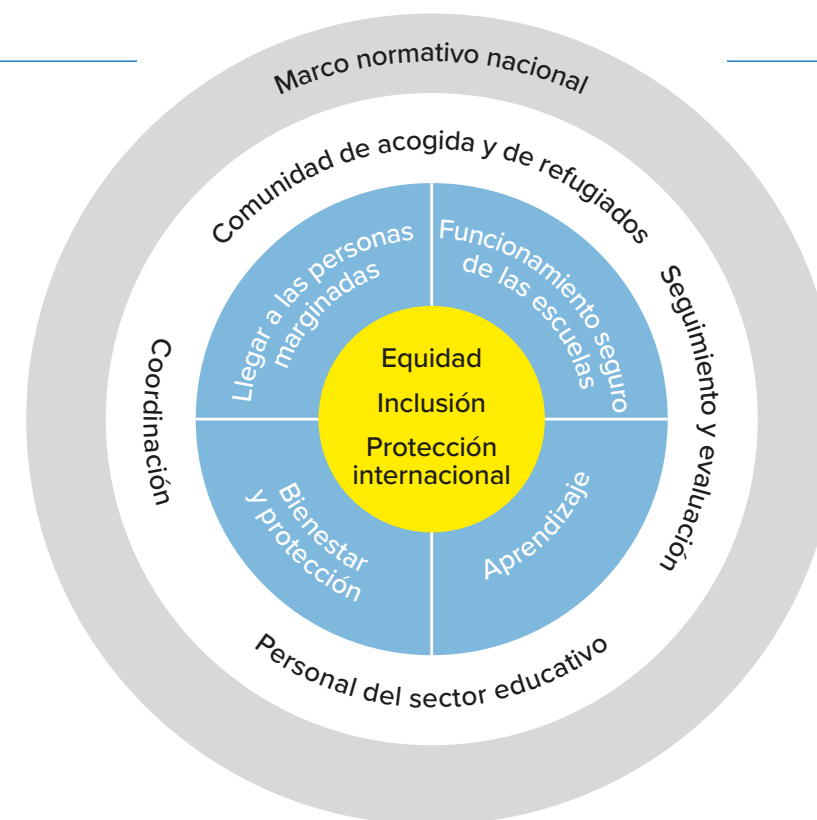 Marco normativo nacional
Comunidad de acogida y de refugiados
Llegar a las personas
marginadas
Funcionamiento seguro
de las escuelas
Seguimiento y evaluación
Coordinación
Equidad
Inclusión
Protección
internacional
Bienestar
y protección
Aprendizaje
Personal del sector educativo